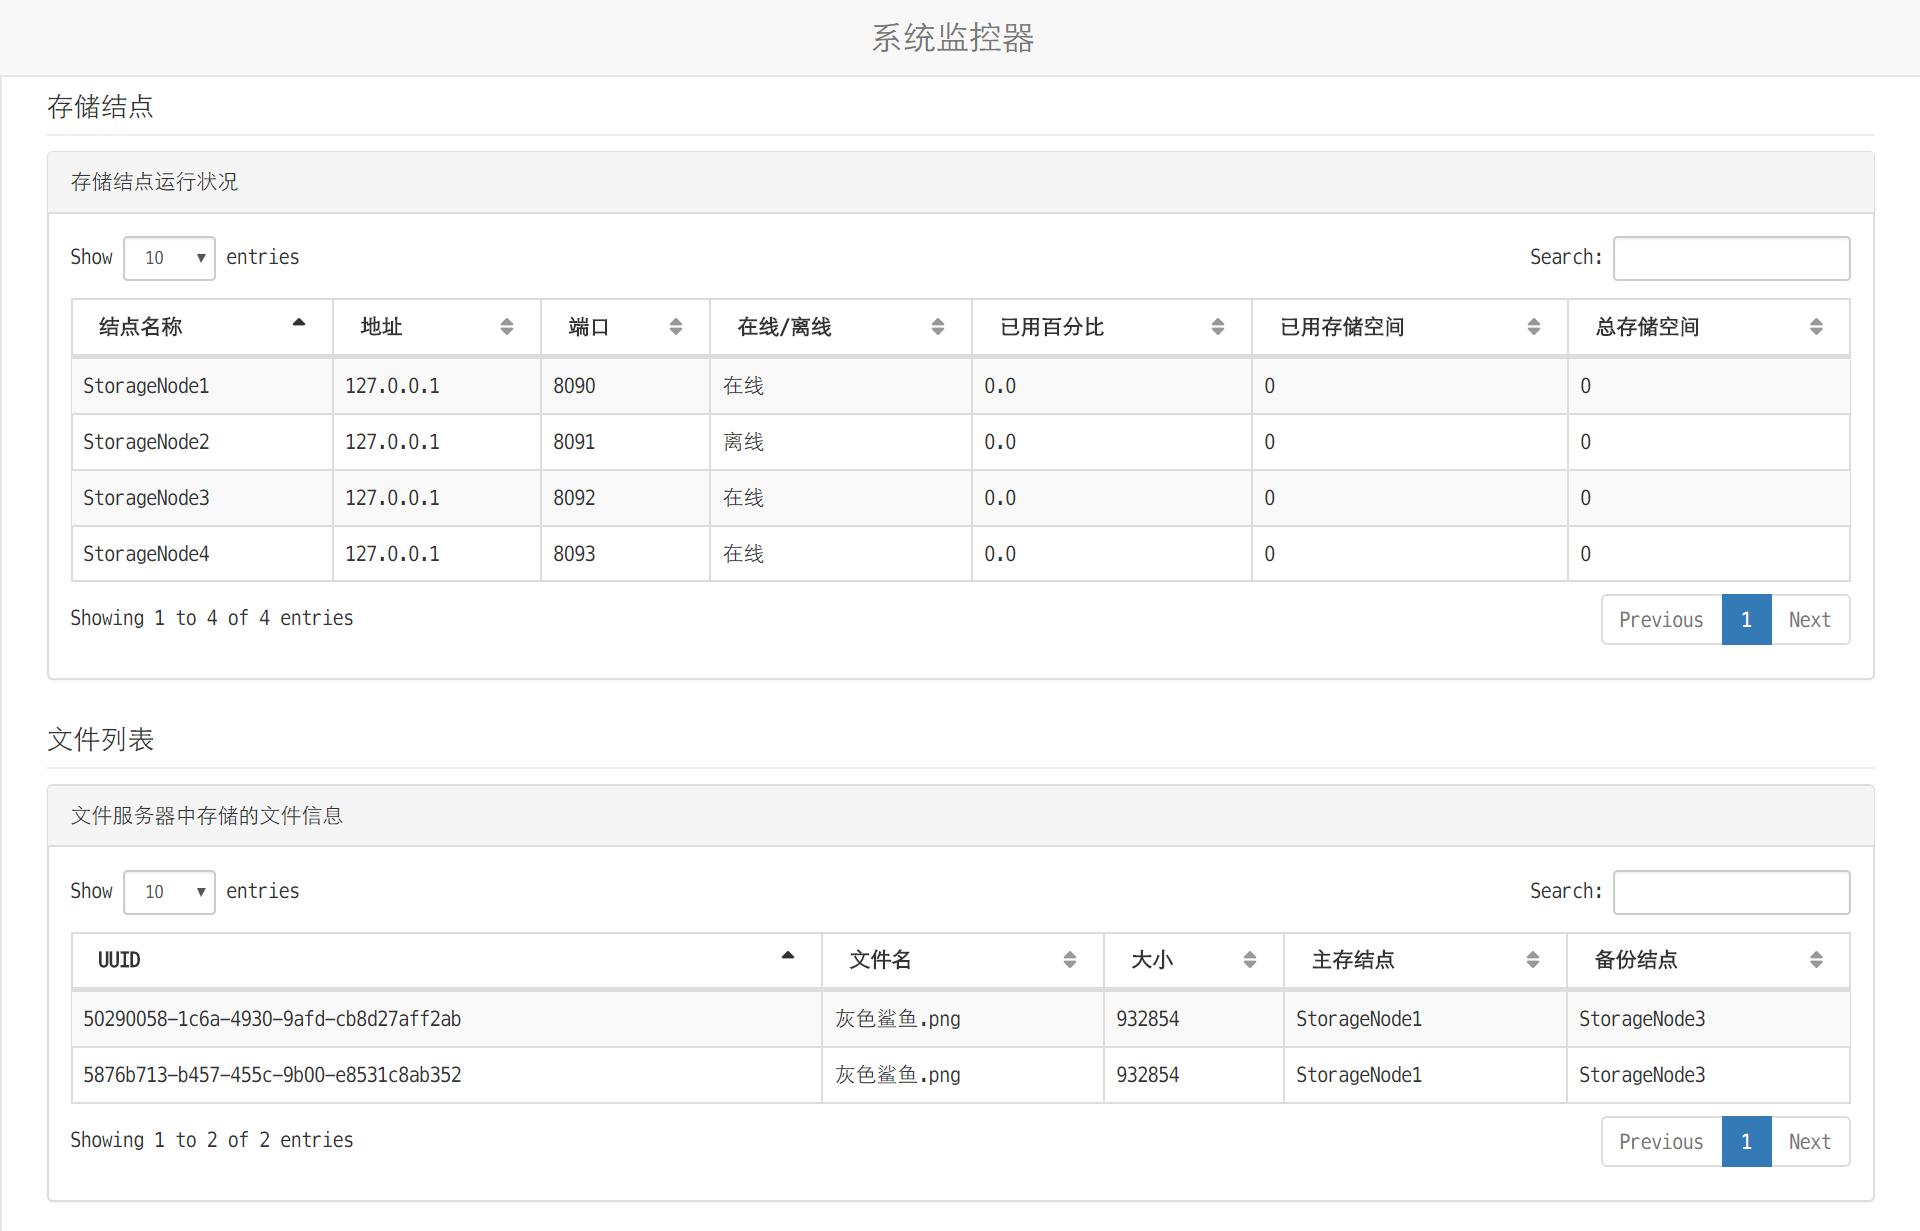 系统监控器
存储结点
存储结点运行状况
Show 10 entries Search:
结点名称 地址 端口 在线/离线 已用百分比 已用存储空间 总存储空间
StorageNode1 127.0.0.1 8090 在线 0.0 0 0
StorageNode2 127.0.0.1 8091 离线 0.0 0 0
StorageNode3 127.0.0.1 8092 在线 0.0 0 0
StorageNode4 127.0.0.1 8093 在线 0.0 0 0
Showing 1 to 4 of 4 entries Previous 1 Next
文件列表
文件服务器中存储的文件信息
Show 10 entries Search:
UUID 文件名 大小 主存结点 备份结点
50290058-1c6a-4930-9afd-cb8d27aff2ab 灰色鲨鱼.png 932854 StorageNode1 StorageNode3
5876b713-b457-455c-9b00-e8531c8ab352 灰色鲨鱼.png 932854 StorageNode1 StorageNode3
Showing 1 to 2 of 2 entries Previous 1 Next